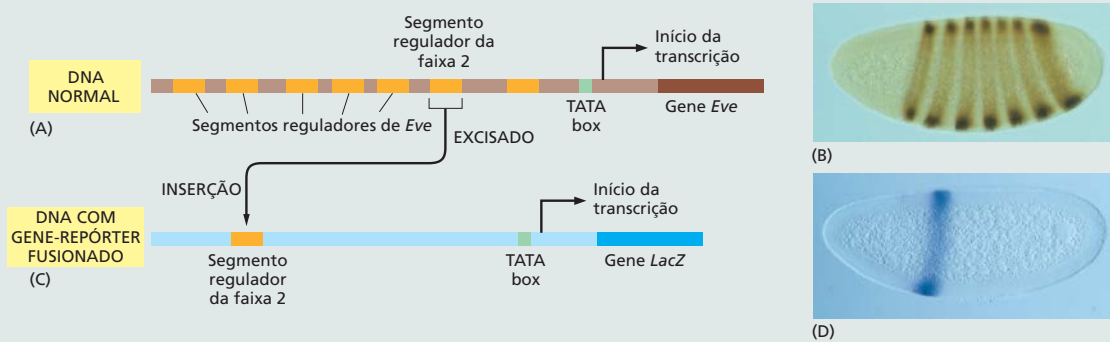 Segmento
regulador da
faixa 2
Início da
transcrição
DNA
NORMAL
(A)
Segmentos reguladores de Eve
TATA
box
Gene Eve
EXCISADO
(B)
INSERÇÃO
DNA COM
GENE-REPÓRTER
FUSIONADO
(C)
Início da
transcrição
Segmento
regulador
da faixa 2
TATA
box
Gene LacZ
(D)